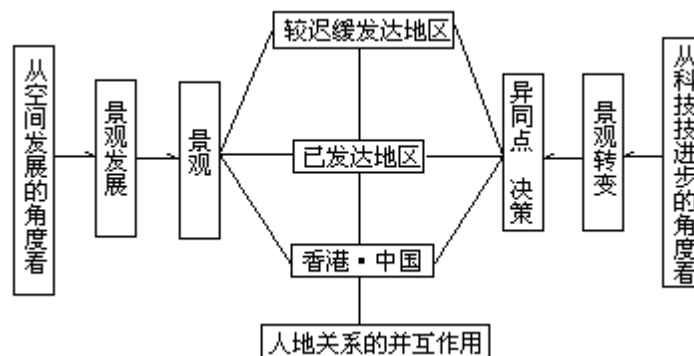 较迟缓发达地区
从空间发展的角度看
景观发展
景观
已发达地区
异同点 决策
景观转变
从科技技进步的角度看
香港·中国
人地关系的并互作用